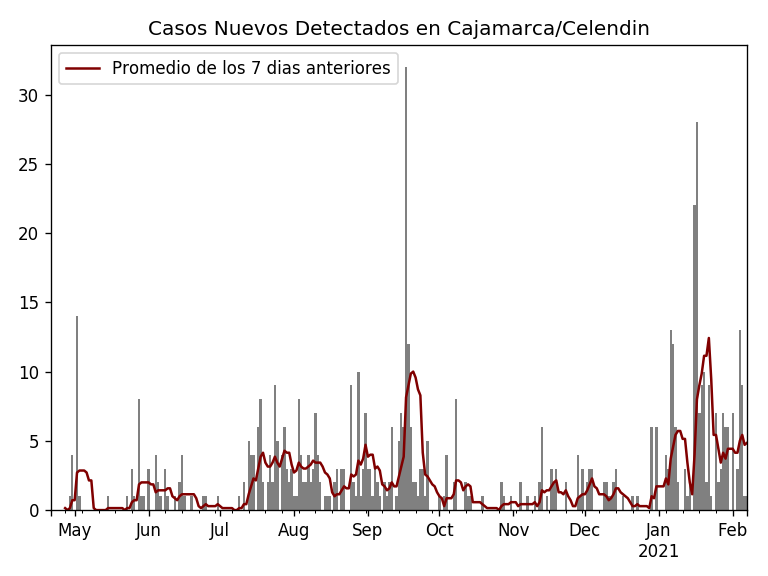 Casos Nuevos Detectados en Cajamarca/Celendin
Promedio de los 7 dias anteriores
30
25
20
15
10
5
0
May Jun Jul Aug Sep Oct Nov Dec Jan Feb
2021